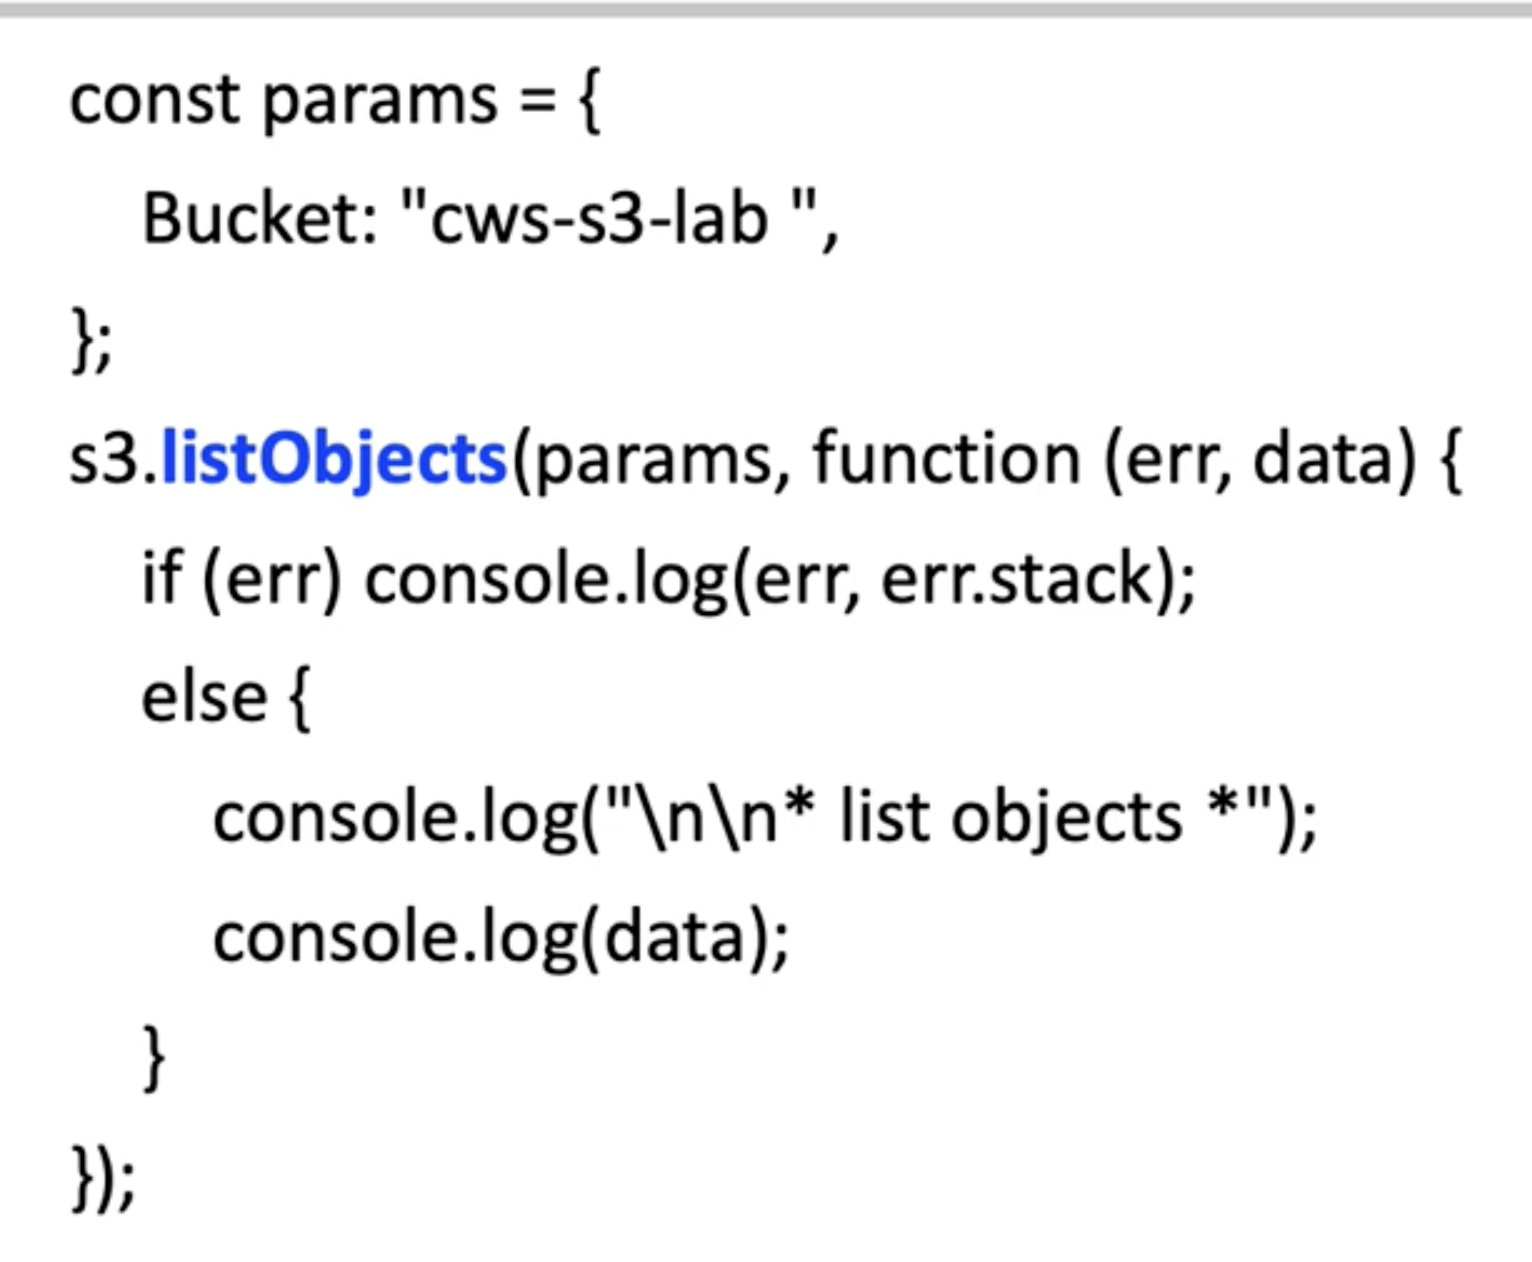 const params = {
Bucket: "cws-s3-lab ",
};
s3.listObjects(params, function (err, data) {
if (err) console.log(err, err.stack);
else {
console.log("\n\n* list objects *");
console.log(data);
}
});